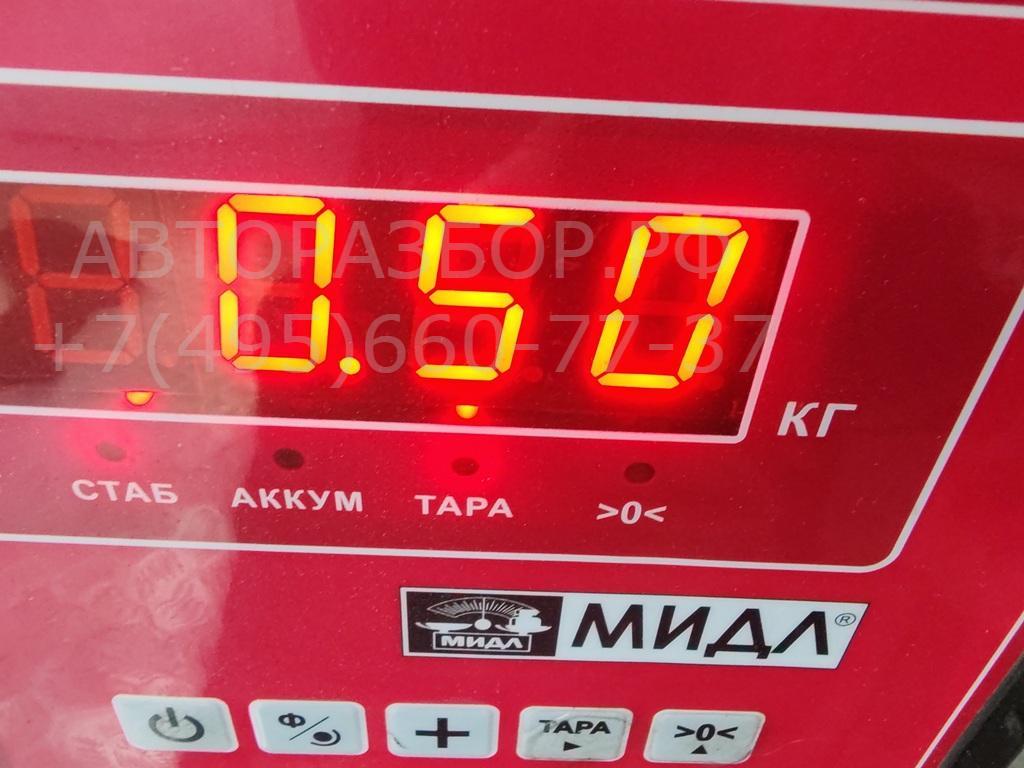 0.50
АВТОРАЗБОР.РФ
+7(495)660-77-37
КГ
СТАБ АККУМ ТАРА >0<
МИДЛ МИДЛ®
Ф/ + ТАРА >0<